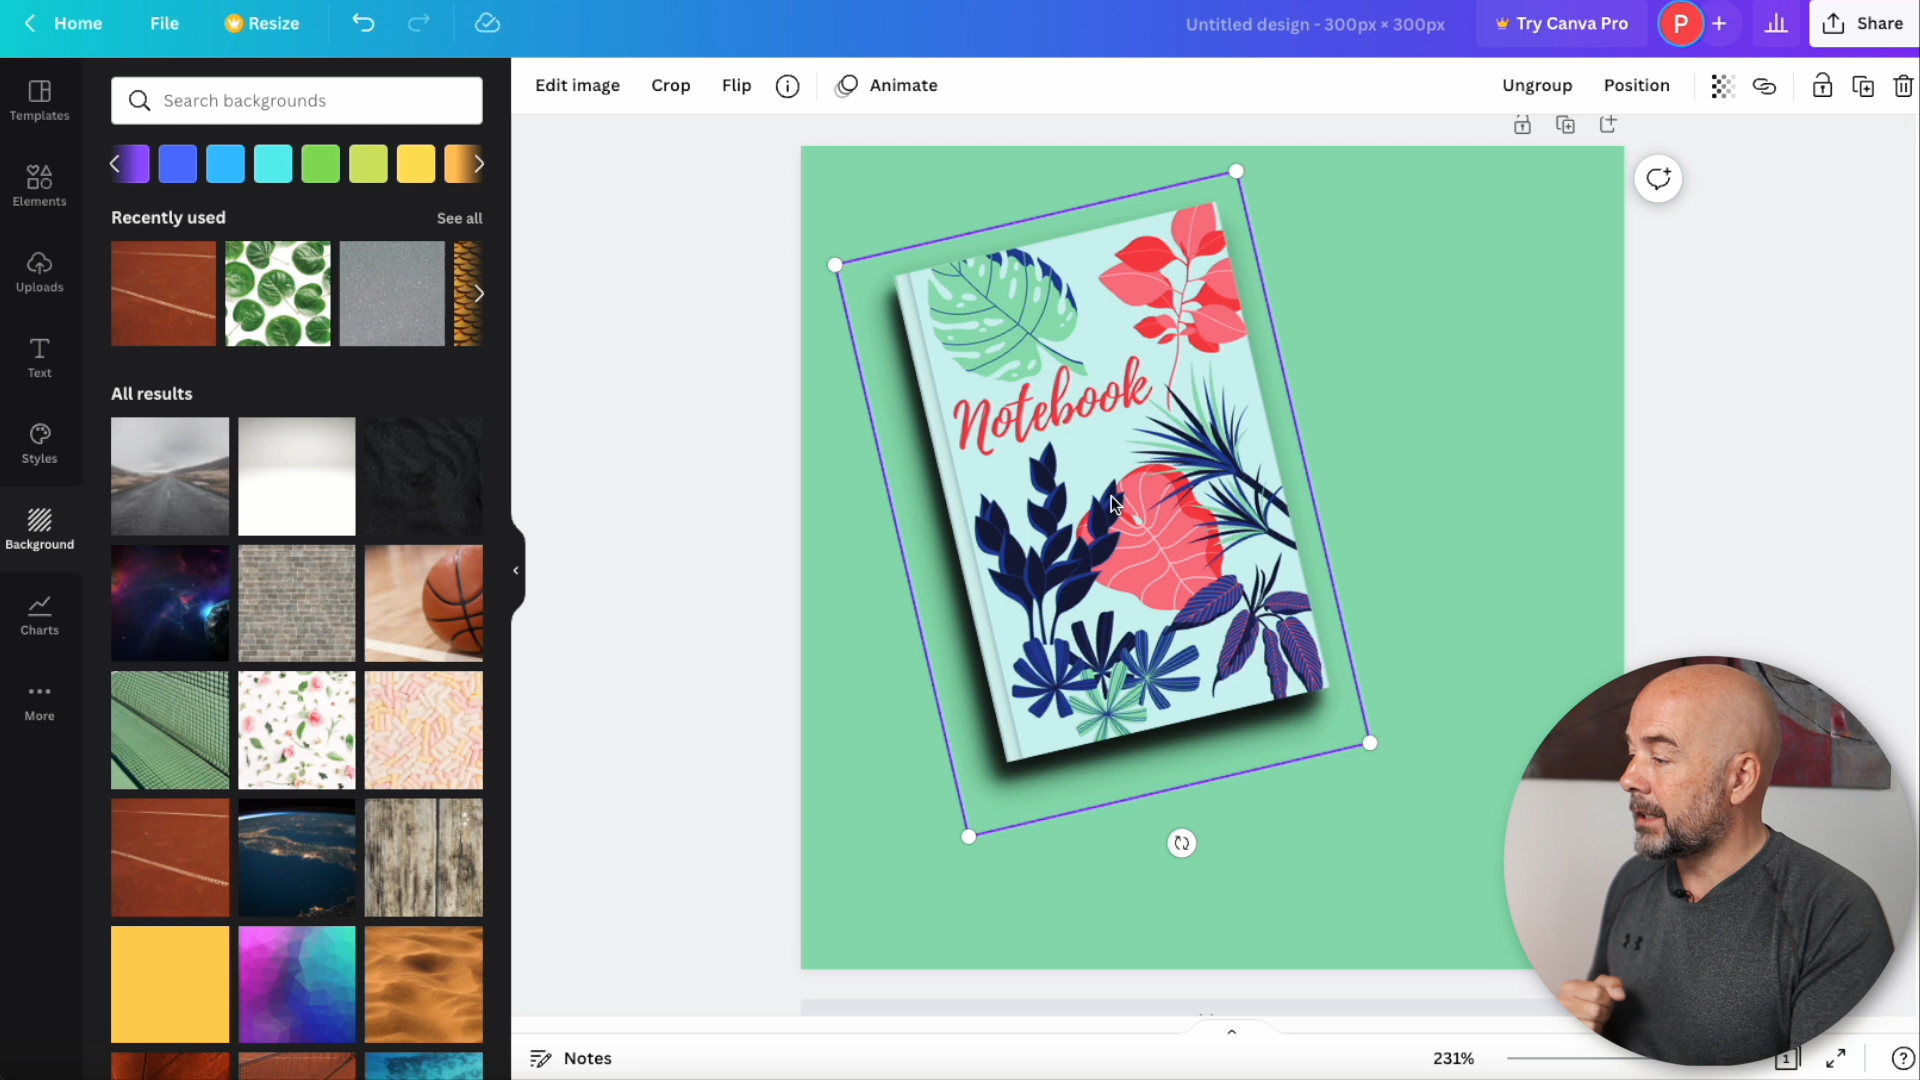 Home
File
Resize
Untitled design - 300px × 300px
Try Canva Pro
P
+
Share
Templates
Elements
Uploads
Text
Styles
Background
Charts
More
Search backgrounds
Recently used
See all
All results
Edit image
Crop
Flip
Animate
Ungroup
Position
Notebook
Notes
231%
1
?